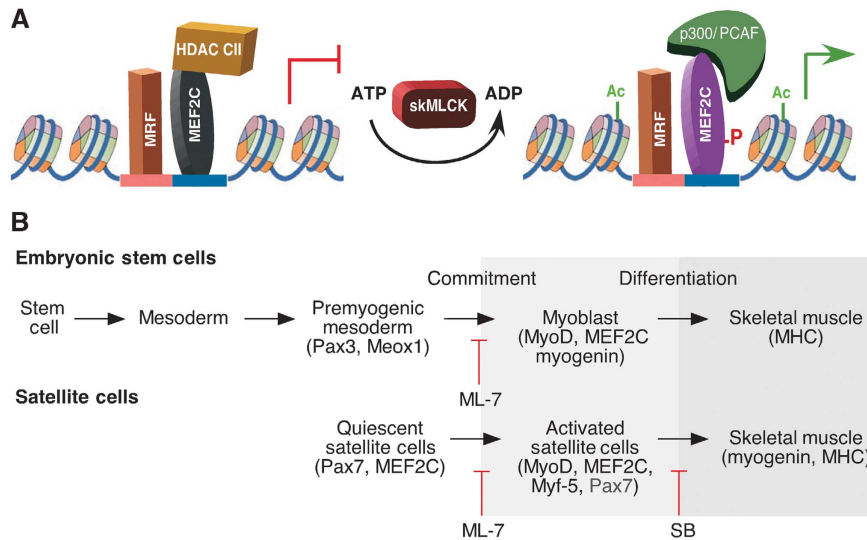 A
HDAC CII
MRF
MEF2C
ATP
skMLCK
ADP
p300/PCAF
Ac
MRF
MEF2C
-P
Ac
B
Embryonic stem cells
Commitment
Differentiation
Stem
cell
Mesoderm
Premyogenic
mesoderm
(Pax3, Meox1)
Myoblast
(MyoD, MEF2C
myogenin)
Skeletal muscle
(MHC)
ML-7
Satellite cells
Quiescent
satellite cells
(Pax7, MEF2C)
Activated
satellite cells
(MyoD, MEF2C,
Myf-5, Pax7)
Skeletal muscle
(myogenin, MHC)
ML-7
SB